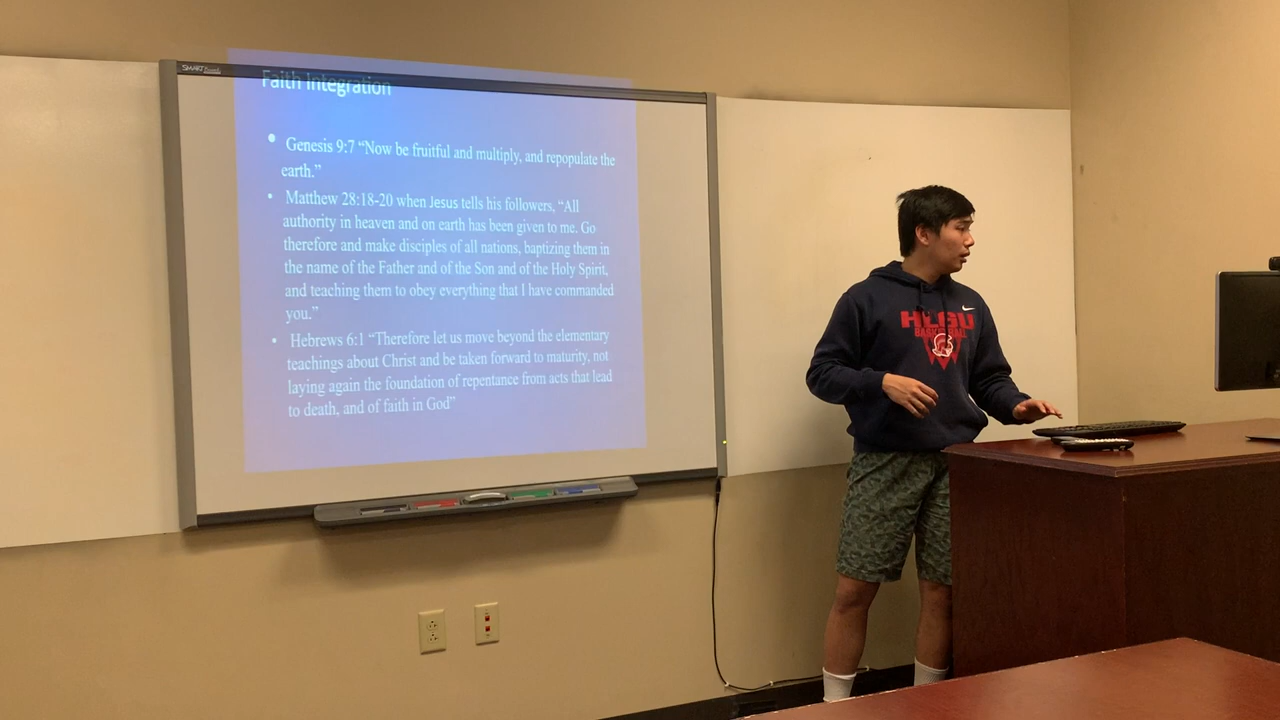 SMART Board
Faith Integration
• Genesis 9:7 “Now be fruitful and multiply, and repopulate the
earth.”
• Matthew 28:18-20 when Jesus tells his followers, “All
authority in heaven and on earth has been given to me. Go
therefore and make disciples of all nations, baptizing them in
the name of the Father and of the Son and of the Holy Spirit,
and teaching them to obey everything that I have commanded
you.”
• Hebrews 6:1 “Therefore let us move beyond the elementary
teachings about Christ and be taken forward to maturity, not
laying again the foundation of repentance from acts that lead
to death, and of faith in God”
HLGU
BASKETBALL